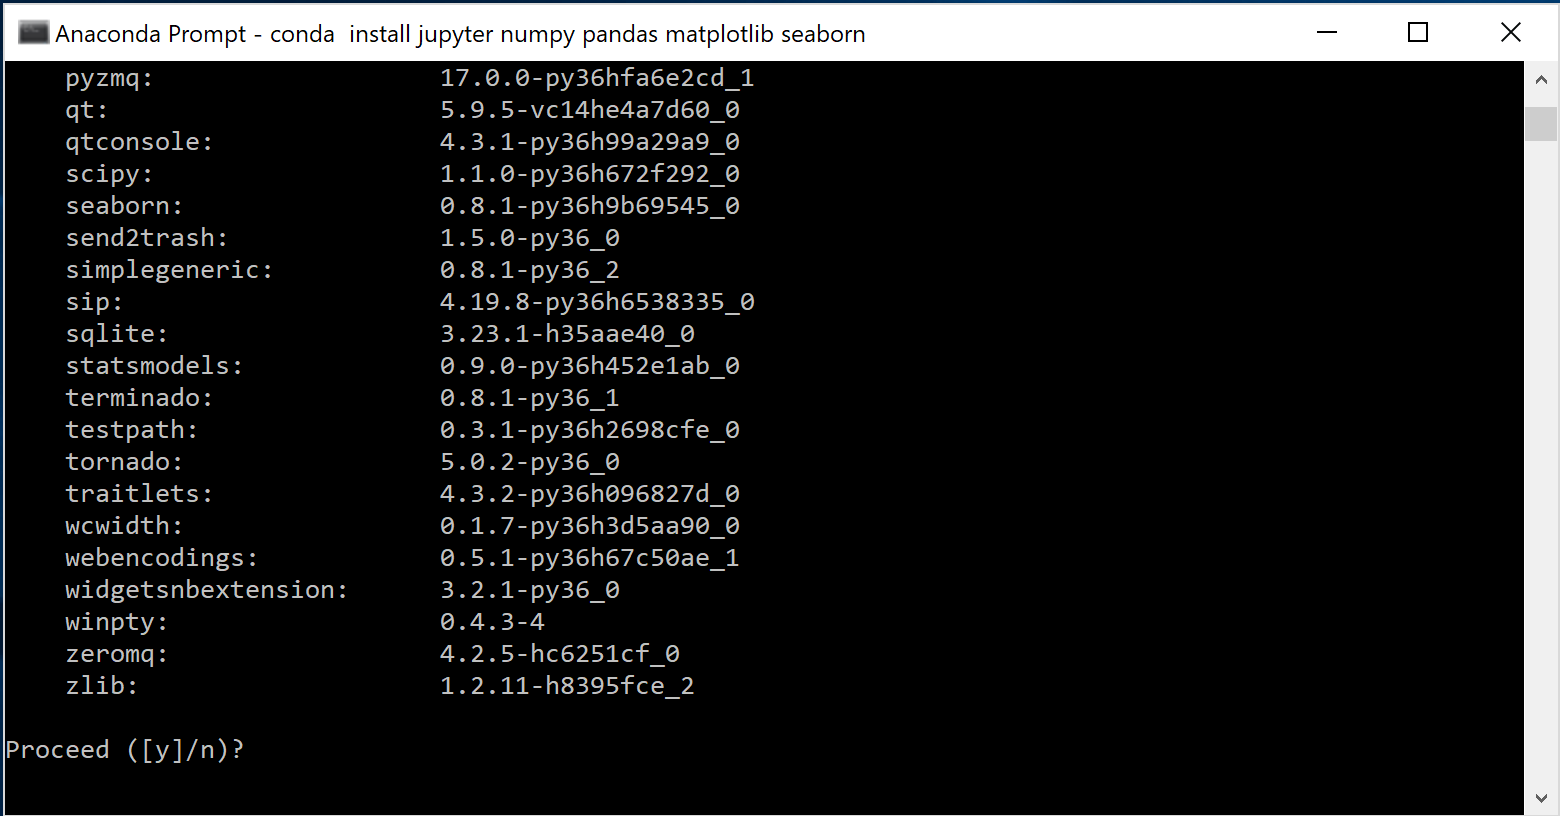 Anaconda Prompt - conda  install jupyter numpy pandas matplotlib seaborn
pyzmq: 17.0.0-py36hfa6e2cd_1
qt: 5.9.5-vc14he4a7d60_0
qtconsole: 4.3.1-py36h99a29a9_0
scipy: 1.1.0-py36h672f292_0
seaborn: 0.8.1-py36h9b69545_0
send2trash: 1.5.0-py36_0
simplegeneric: 0.8.1-py36_2
sip: 4.19.8-py36h6538335_0
sqlite: 3.23.1-h35aae40_0
statsmodels: 0.9.0-py36h452e1ab_0
terminado: 0.8.1-py36_1
testpath: 0.3.1-py36h2698cfe_0
tornado: 5.0.2-py36_0
traitlets: 4.3.2-py36h096827d_0
wcwidth: 0.1.7-py36h3d5aa90_0
webencodings: 0.5.1-py36h67c50ae_1
widgetsnbextension: 3.2.1-py36_0
winpty: 0.4.3-4
zeromq: 4.2.5-hc6251cf_0
zlib: 1.2.11-h8395fce_2
Proceed ([y]/n)?